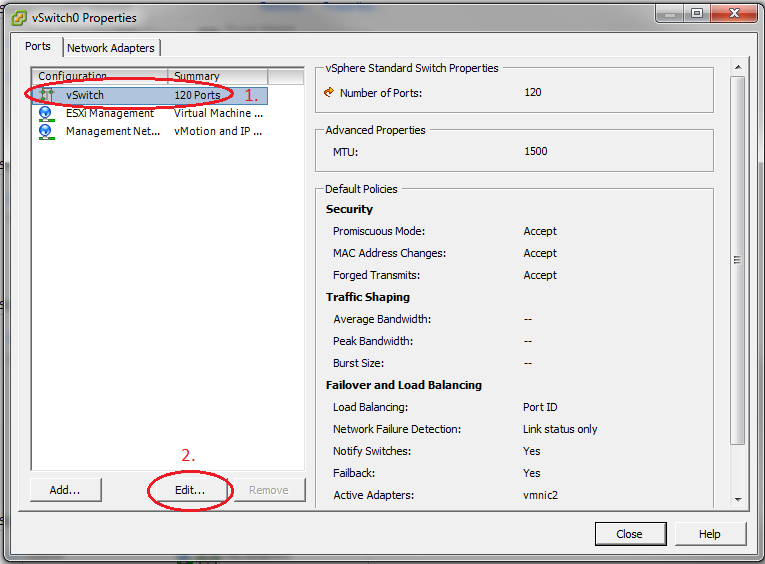 vSwitch0 Properties
Ports
Network Adapters
Configuration Summary
vSwitch 120 Ports 1.
ESXi Management Virtual Machine ...
Management Net... vMotion and IP ...
2.
Add... Edit... Remove
vSphere Standard Switch Properties
Number of Ports: 120
Advanced Properties
MTU: 1500
Default Policies
Security
Promiscuous Mode: Accept
MAC Address Changes: Accept
Forged Transmits: Accept
Traffic Shaping
Average Bandwidth: --
Peak Bandwidth: --
Burst Size: --
Failover and Load Balancing
Load Balancing: Port ID
Network Failure Detection: Link status only
Notify Switches: Yes
Failback: Yes
Active Adapters: vmnic2
Close Help